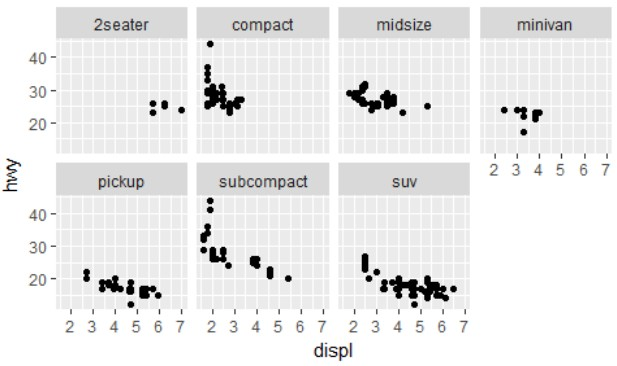 2seater compact midsize minivan
40
30
20
2 3 4 5 6 7
hwy
pickup subcompact suv
40
30
20
2 3 4 5 6 7 2 3 4 5 6 7 2 3 4 5 6 7
displ